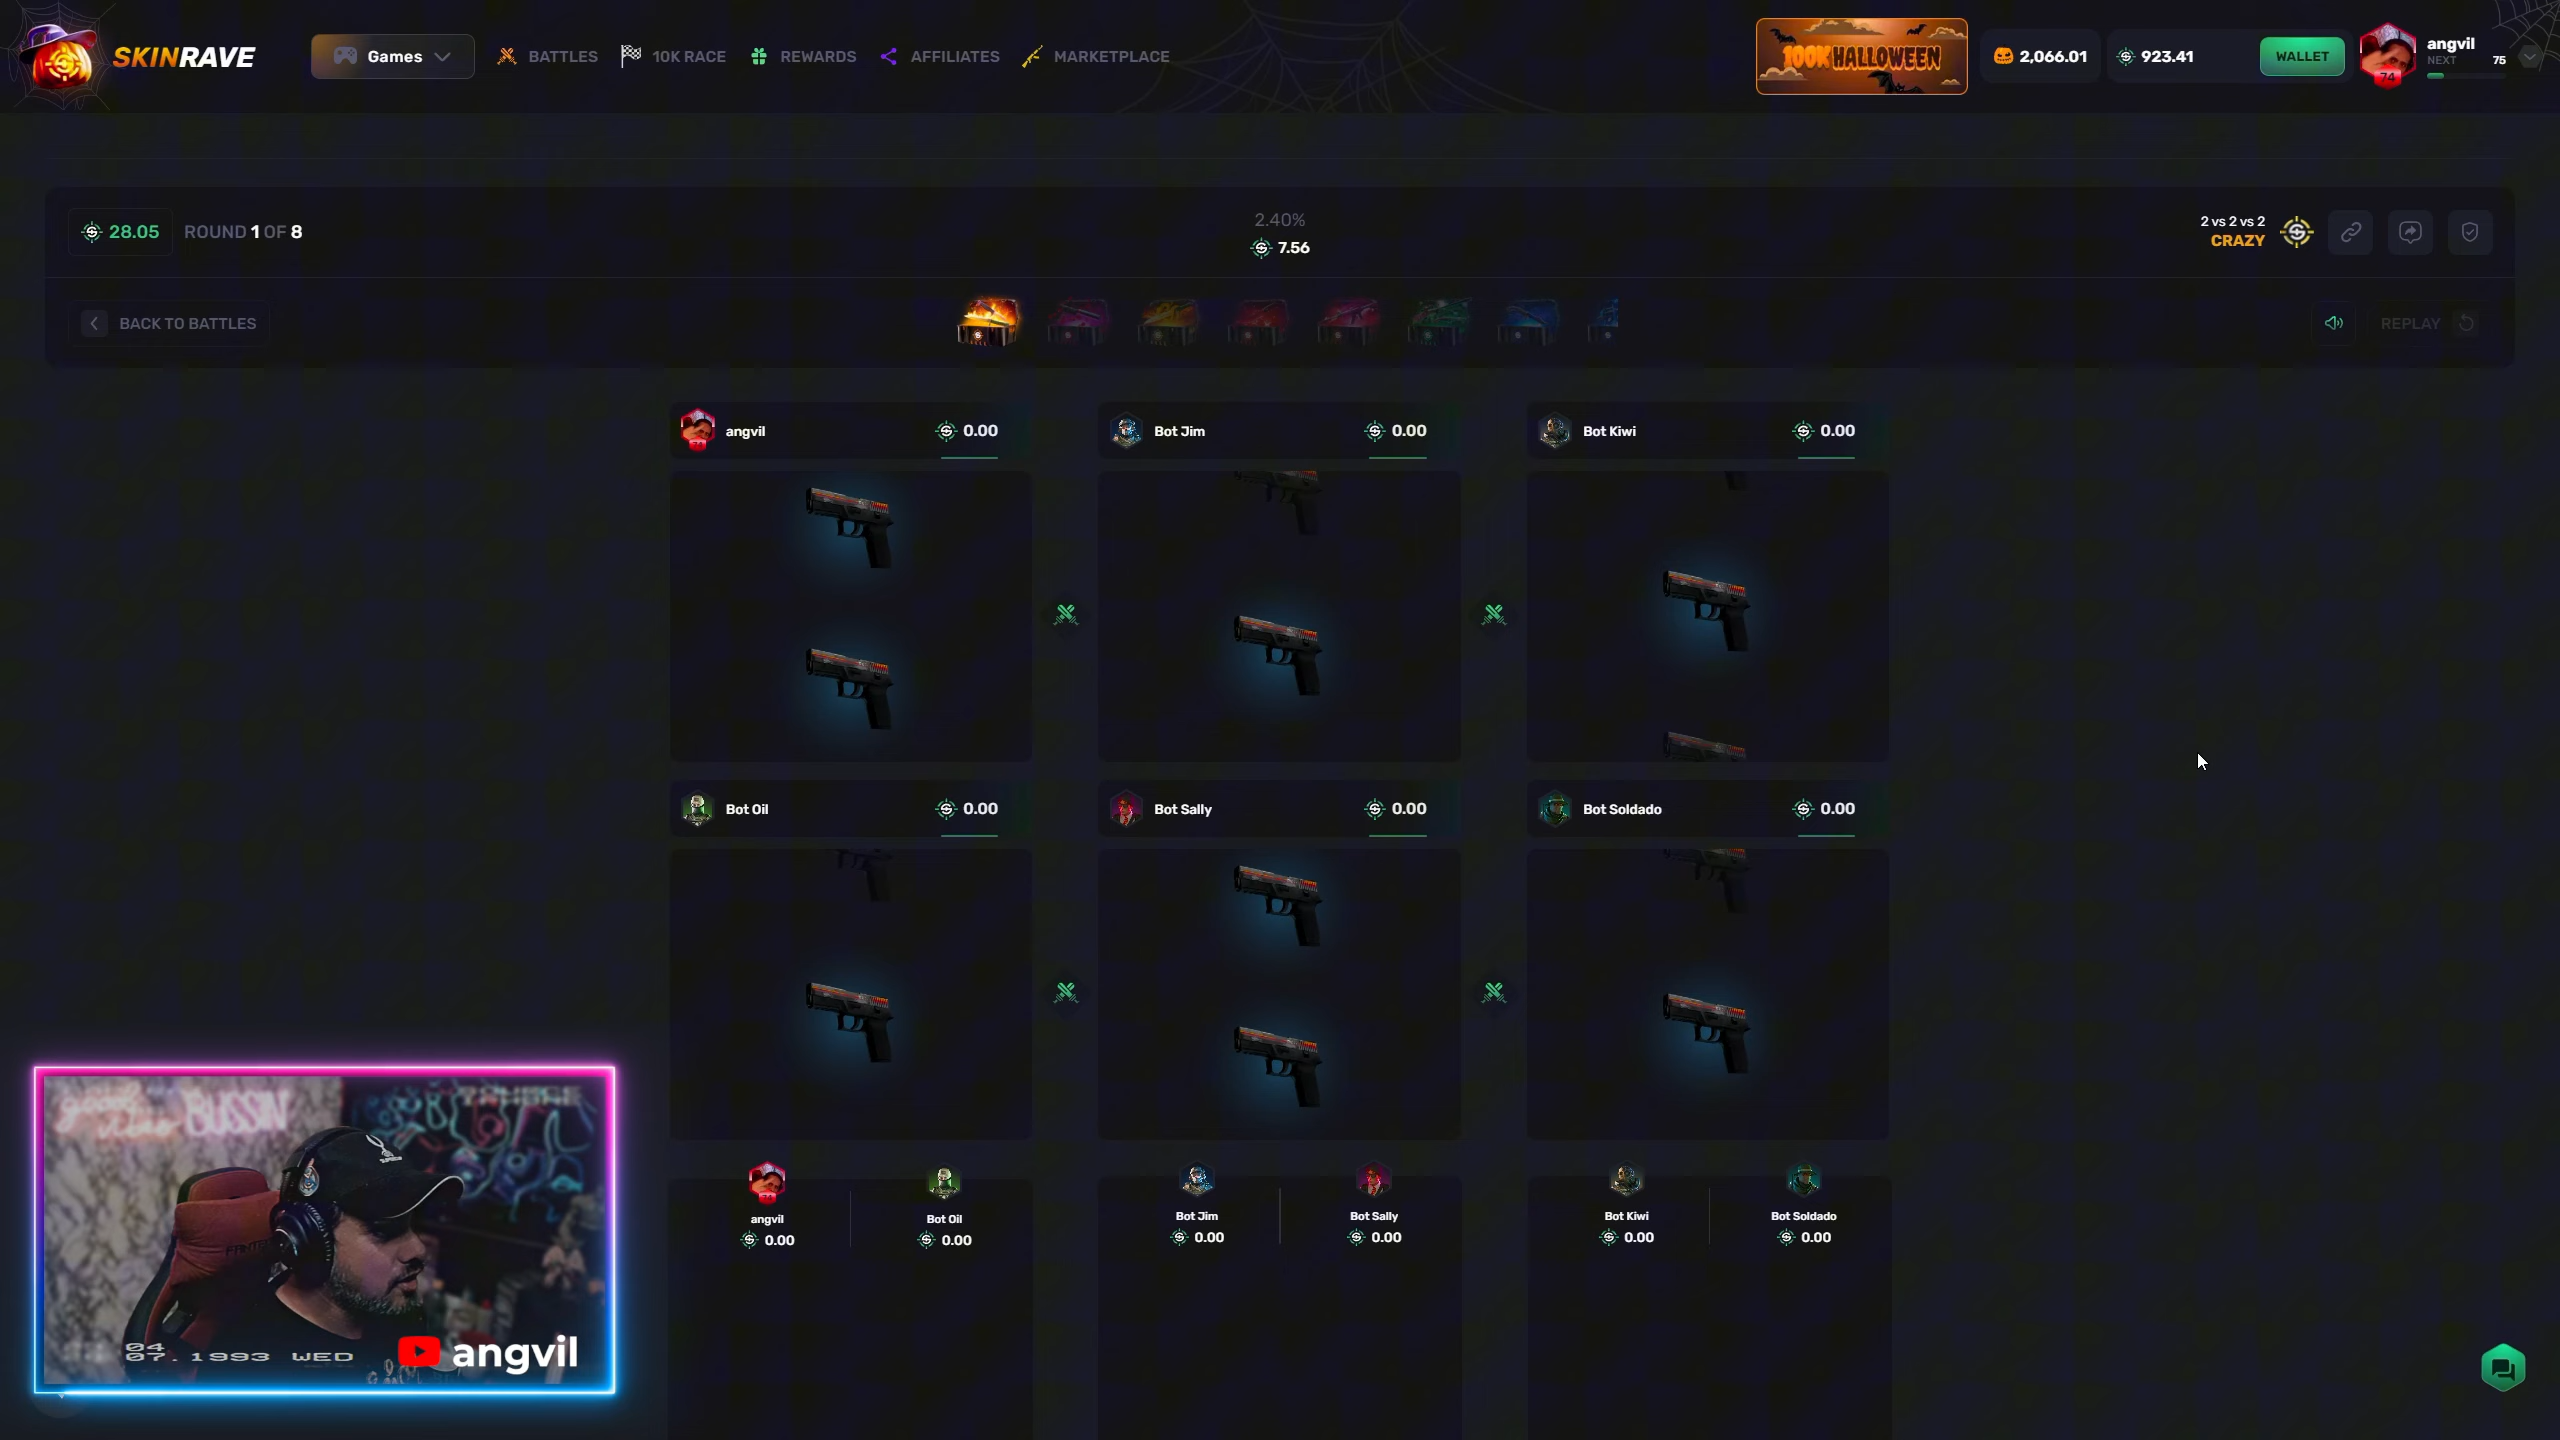 SKINRAVE
Games
BATTLES
10K RACE
REWARDS
AFFILIATES
MARKETPLACE
100K HALLOWEEN
2,066.01
923.41
WALLET
74
angvil
NEXT 75
28.05
ROUND 1 OF 8
2.40%
7.56
2 vs 2 vs 2
CRAZY
BACK TO BATTLES
REPLAY
angvil 0.00
Bot Jim 0.00
Bot Kiwi 0.00
Bot Oil 0.00
Bot Sally 0.00
Bot Soldado 0.00
angvil
0.00
Bot Oil
0.00
Bot Jim
0.00
Bot Sally
0.00
Bot Kiwi
0.00
Bot Soldado
0.00
good
vibes
BUSSIN
04
07.1993 WED
angvil